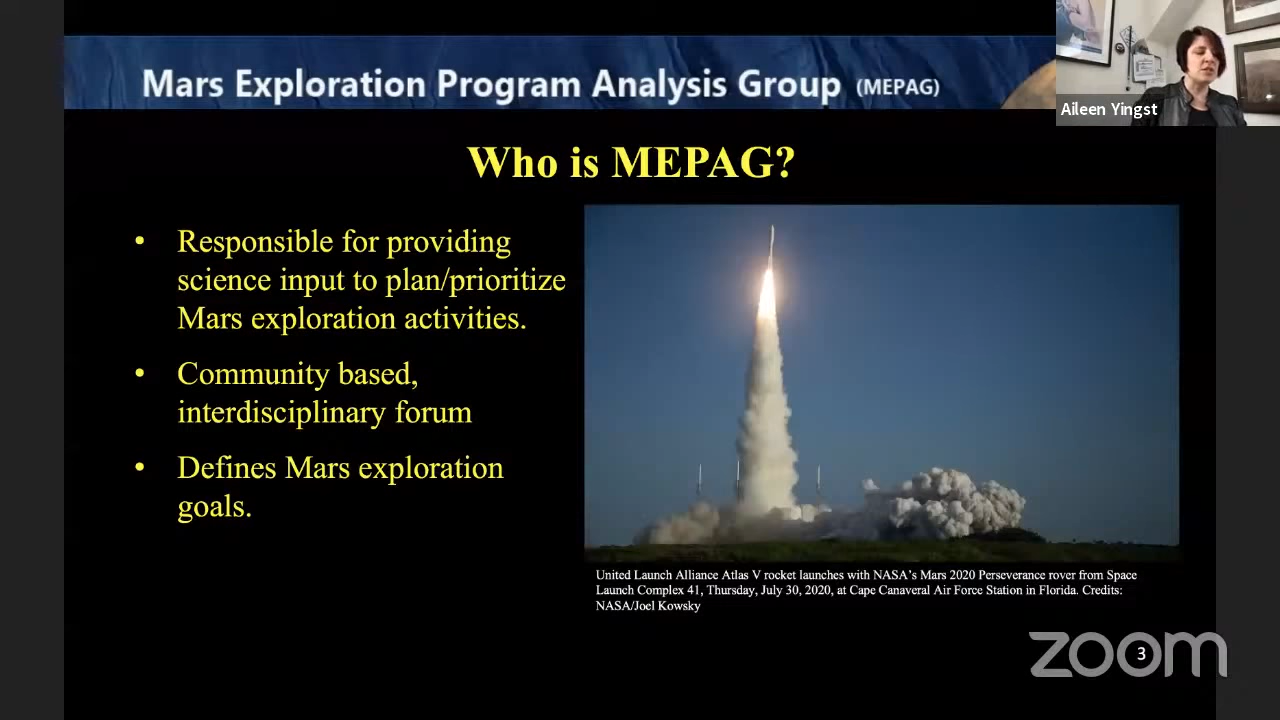 Mars Exploration Program Analysis Group (MEPAG)
Aileen Yingst
Who is MEPAG?
• Responsible for providing
science input to plan/prioritize
Mars exploration activities.
• Community based,
interdisciplinary forum
• Defines Mars exploration
goals.
United Launch Alliance Atlas V rocket launches with NASA's Mars 2020 Perseverance rover from Space
Launch Complex 41, Thursday, July 30, 2020, at Cape Canaveral Air Force Station in Florida. Credits:
NASA/Joel Kowsky
zoom
3